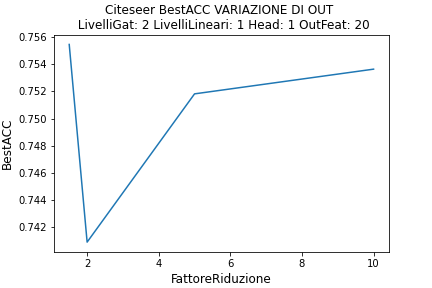 Citeseer BestACC VARIAZIONE DI OUT
LivelliGat: 2 LivelliLineari: 1 Head: 1 OutFeat: 20
0.756
0.754
0.752
0.750
0.748
0.746
0.744
0.742
BestACC
2 4 6 8 10
FattoreRiduzione